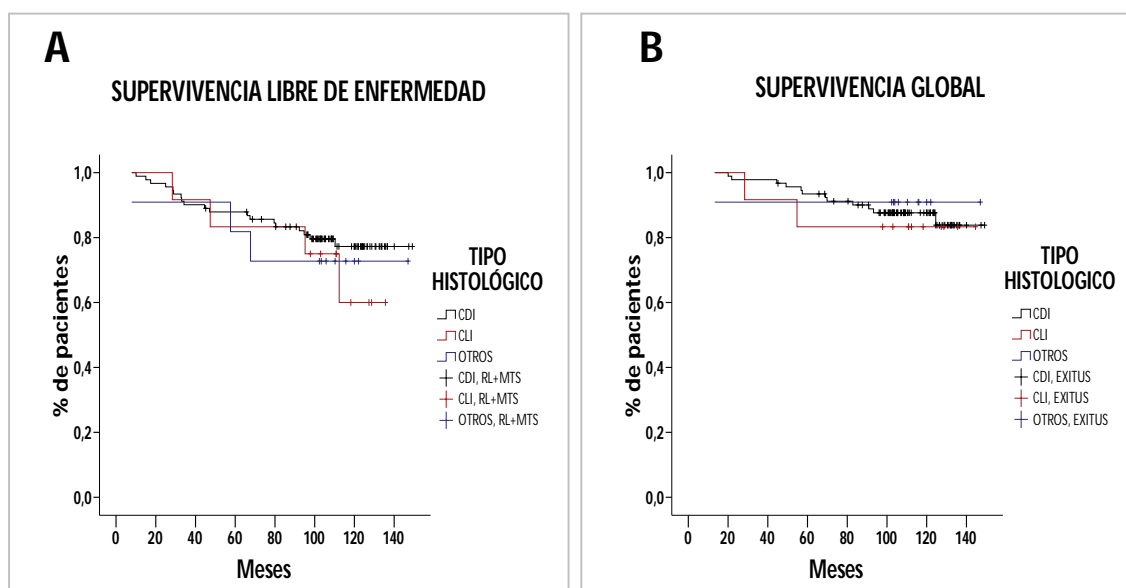 A
SUPERVIVENCIA LIBRE DE ENFERMEDAD
% de pacientes
1,0
0,8
0,6
0,4
0,2
0,0
0 20 40 60 80 100 120 140
Meses
TIPO
HISTOLÓGICO
CDI
CLI
OTROS
CDI, RL+MTS
CLI, RL+MTS
OTROS, RL+MTS
B
SUPERVIVENCIA GLOBAL
% de pacientes
1,0
0,8
0,6
0,4
0,2
0,0
0 20 40 60 80 100 120 140
Meses
TIPO
HISTOLOGICO
CDI
CLI
OTROS
CDI, EXITUS
CLI, EXITUS
OTROS, EXITUS